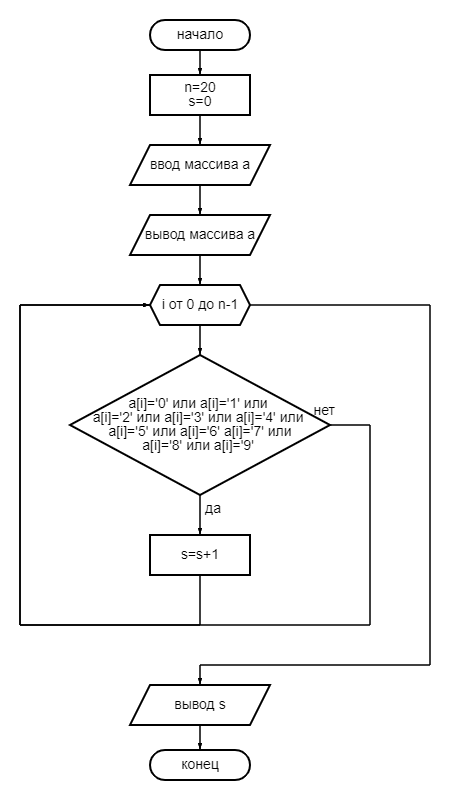 начало
n=20
s=0
ввод массива a
вывод массива a
i от 0 до n-1
a[i]='0' или a[i]='1' или
a[i]='2' или a[i]='3' или a[i]='4' или
a[i]='5' или a[i]='6' a[i]='7' или
a[i]='8' или a[i]='9'
нет
да
s=s+1
вывод s
конец